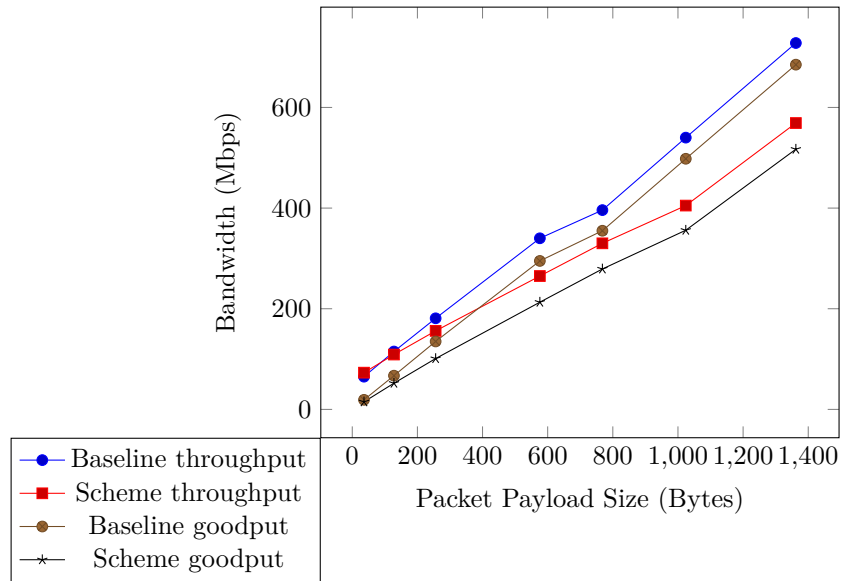 600
400
200
0
Bandwidth (Mbps)
0 200 400 600 800 1,000 1,200 1,400
Packet Payload Size (Bytes)
Baseline throughput
Scheme throughput
Baseline goodput
Scheme goodput